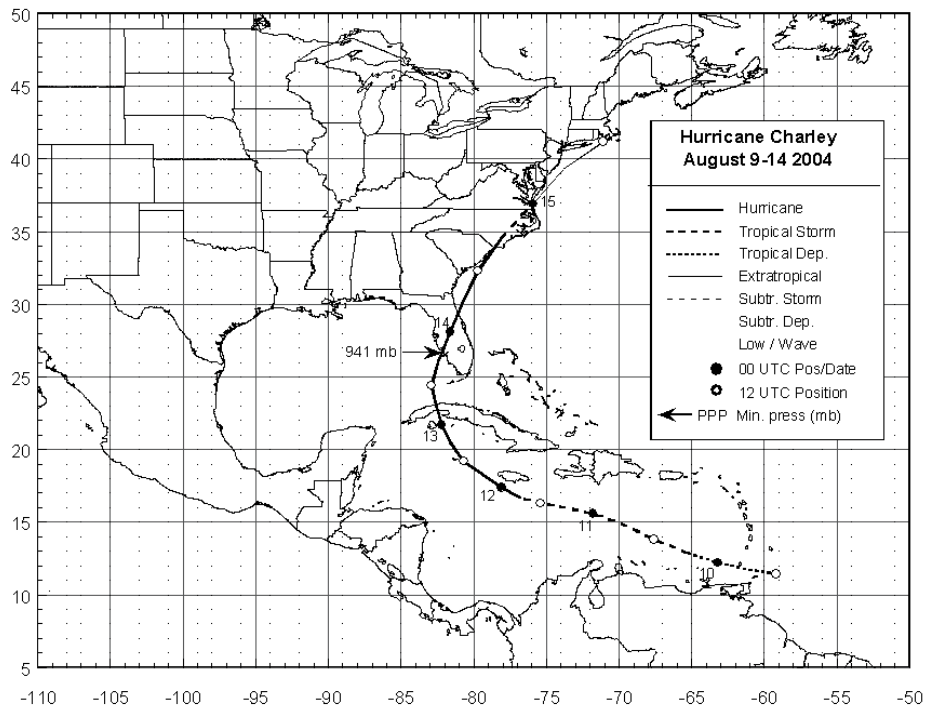 50
45
40
35
30
25
20
15
10
5
-110 -105 -100 -95 -90 -85 -80 -75 -70 -65 -60 -55 -50
Hurricane Charley
August 9-14 2004
Hurricane
Tropical Storm
Tropical Dep.
Extratropical
Subtr. Storm
Subtr. Dep.
Low / Wave
00 UTC Pos/Date
12 UTC Position
PPP Min. press (mb)
15
14
941 mb
13
12
11
10